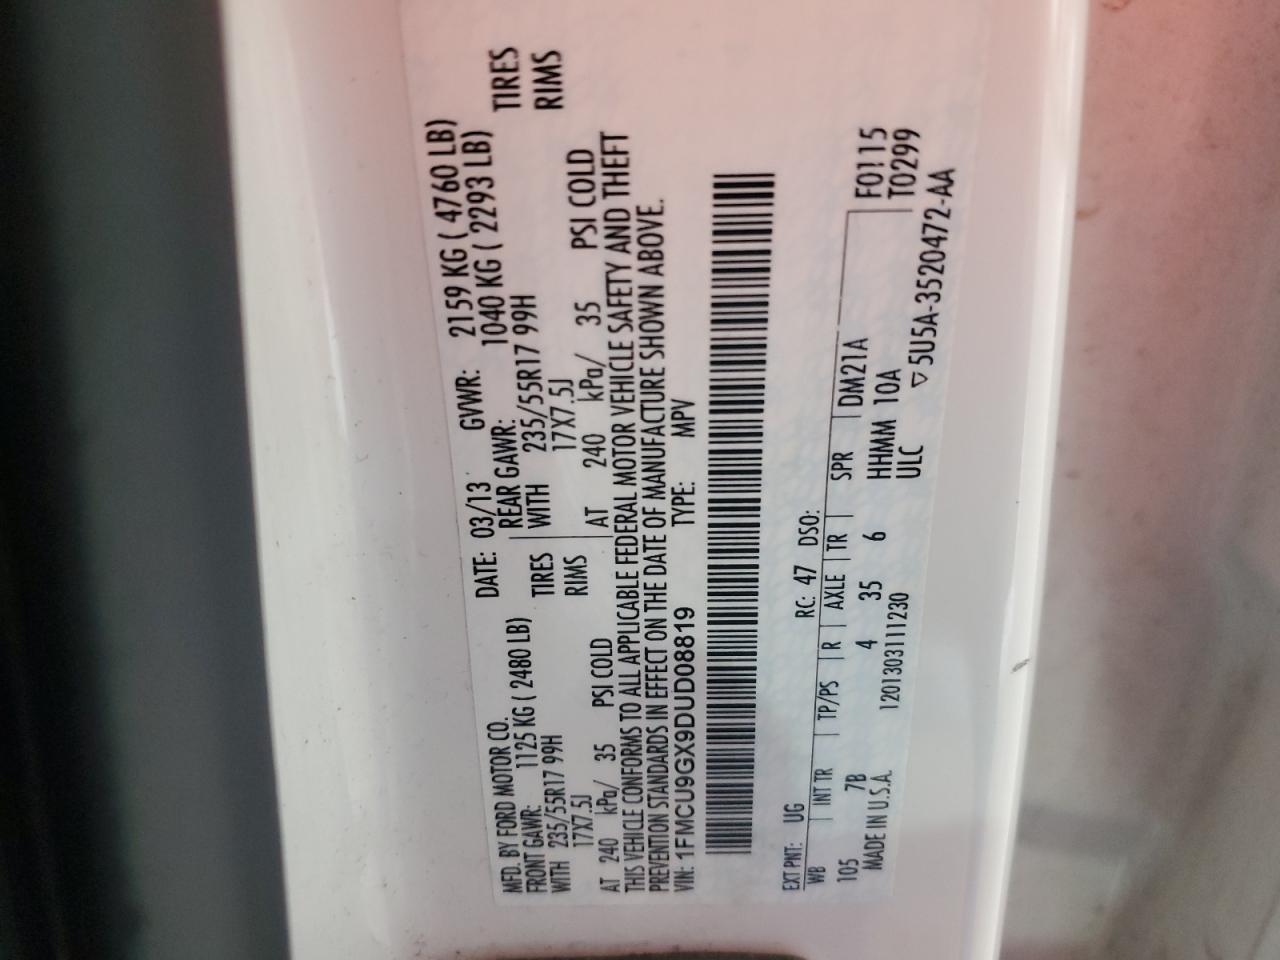 MFD. BY FORD MOTOR CO.
DATE: 03/13 GVWR: 2159 KG ( 4760 LB)
FRONT GAWR: 1125 KG ( 2480 LB) REAR GAWR: 1040 KG ( 2293 LB)
WITH 235/55R17 99H TIRES WITH 235/55R17 99H TIRES
17X7.5J RIMS 17X7.5J RIMS
AT 240 kPa/ 35 PSI COLD AT 240 kPa/ 35 PSI COLD
THIS VEHICLE CONFORMS TO ALL APPLICABLE FEDERAL MOTOR VEHICLE SAFETY AND THEFT
PREVENTION STANDARDS IN EFFECT ON THE DATE OF MANUFACTURE SHOWN ABOVE.
VIN: 1FMCU9GX9DUD08819 TYPE: MPV
EXT PNT: UG RC: 47 DSO:
WB INT TR TP/PS R AXLE TR SPR DM21A F0115
105 7B 4 35 6 HHMM 10A T0299
MADE IN U.S.A. 1201303111230 ULC ▽5U5A-3520472-AA